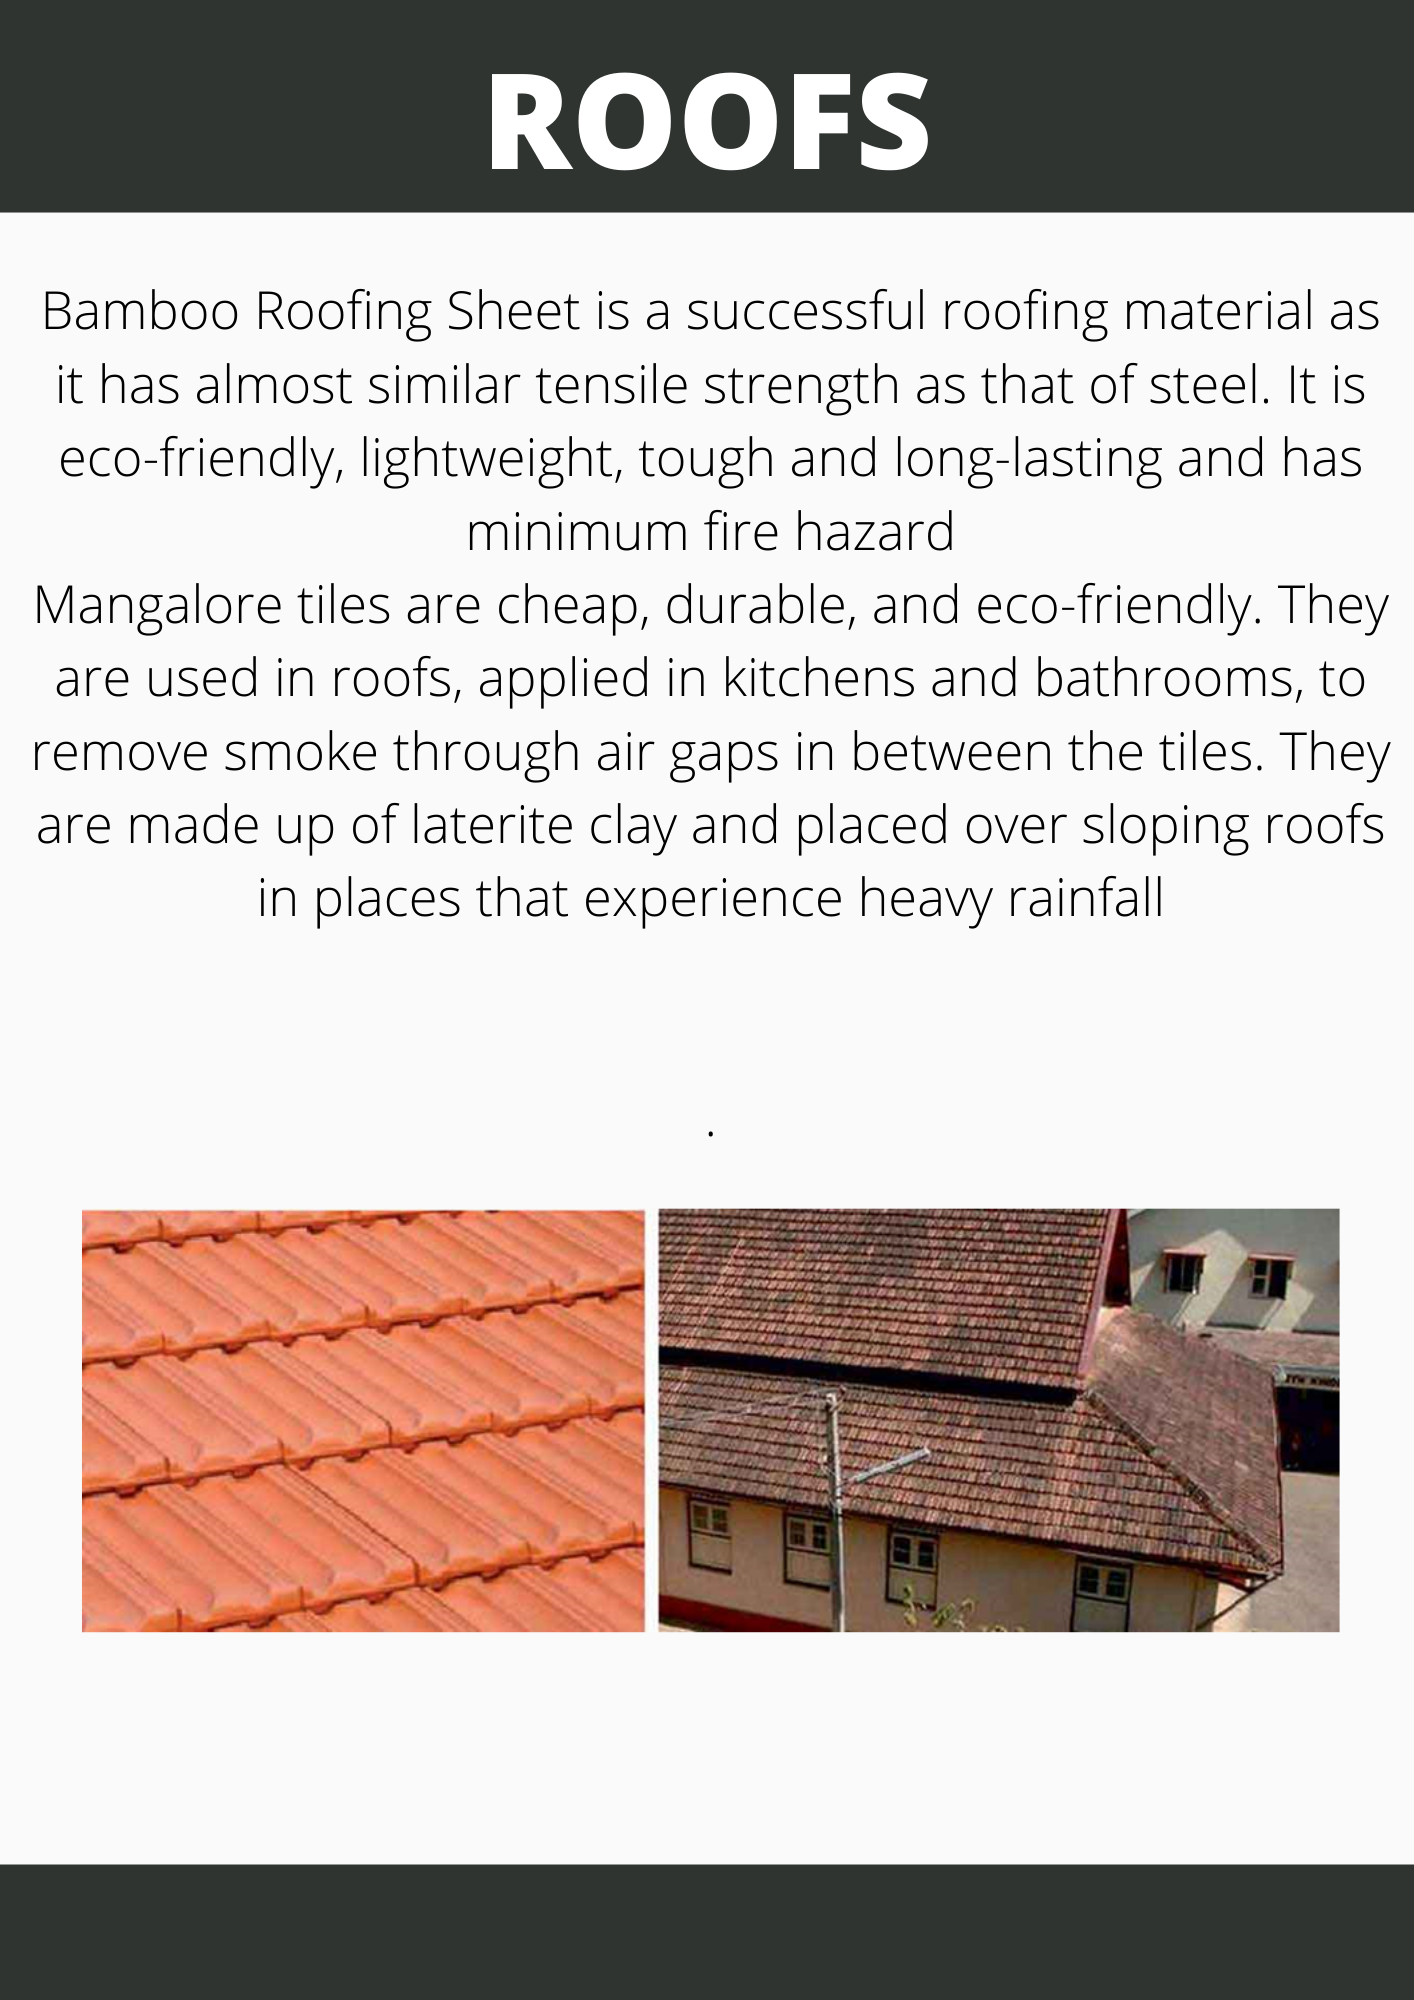 ROOFS
Bamboo Roofing Sheet is a successful roofing material as
it has almost similar tensile strength as that of steel. It is
eco-friendly, lightweight, tough and long-lasting and has
minimum fire hazard
Mangalore tiles are cheap, durable, and eco-friendly. They
are used in roofs, applied in kitchens and bathrooms, to
remove smoke through air gaps in between the tiles. They
are made up of laterite clay and placed over sloping roofs
in places that experience heavy rainfall
.